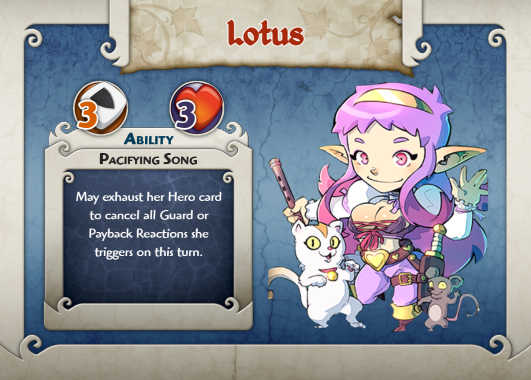 Lotus
3 3
Ability
Pacifying Song
May exhaust her Hero card
to cancel all Guard or
Payback Reactions she
triggers on this turn.